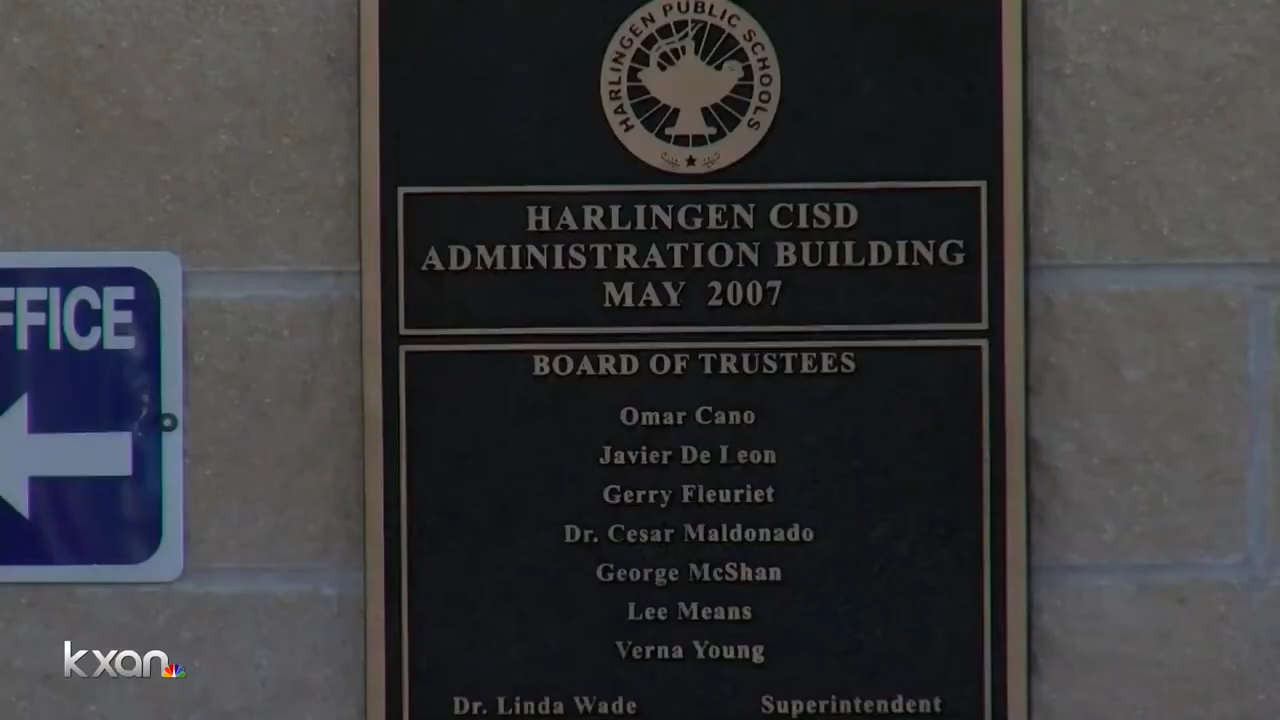 HARLINGEN PUBLIC SCHOOLS
HARLINGEN CISD
ADMINISTRATION BUILDING
MAY 2007
FFICE
BOARD OF TRUSTEES
Omar Cano
Javier De Leon
Gerry Fleuriet
Dr. Cesar Maldonado
George McShan
Lee Means
Verna Young
Dr. Linda Wade Superintendent
kxan